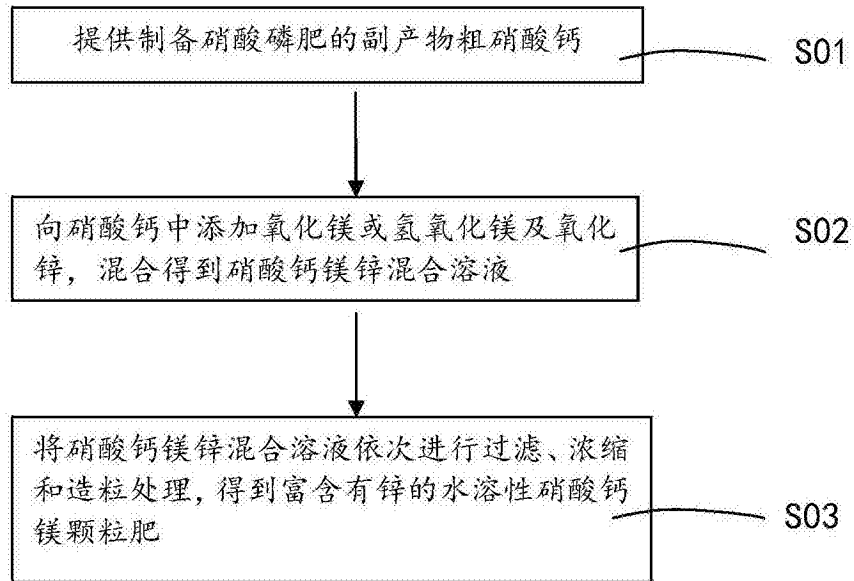 提供制备硝酸磷肥的副产物粗硝酸钙
S01
向硝酸钙中添加氧化镁或氢氧化镁及氧化
锌，混合得到硝酸钙镁锌混合溶液
S02
将硝酸钙镁锌混合溶液依次进行过滤、浓缩
和造粒处理，得到富含有锌的水溶性硝酸钙
镁颗粒肥
S03